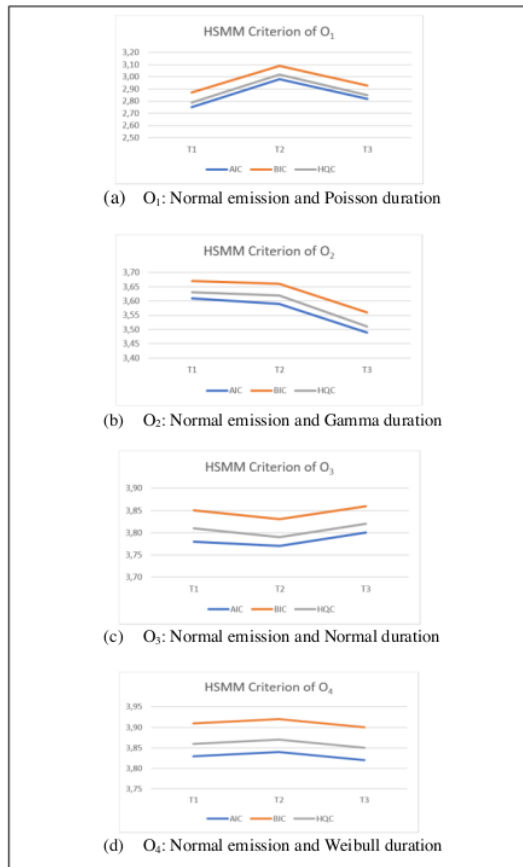 HSMM Criterion of O₁
3,20
3,10
3,00
2,90
2,80
2,70
2,60
2,50
T1 T2 T3
AIC BIC HQC
(a) O₁: Normal emission and Poisson duration
HSMM Criterion of O₂
3,70
3,65
3,60
3,55
3,50
3,45
3,40
T1 T2 T3
AIC BIC HQC
(b) O₂: Normal emission and Gamma duration
HSMM Criterion of O₃
3,90
3,85
3,80
3,75
3,70
T1 T2 T3
AIC BIC HQC
(c) O₃: Normal emission and Normal duration
HSMM Criterion of O₄
3,95
3,90
3,85
3,80
3,75
T1 T2 T3
AIC BIC HQC
(d) O₄: Normal emission and Weibull duration